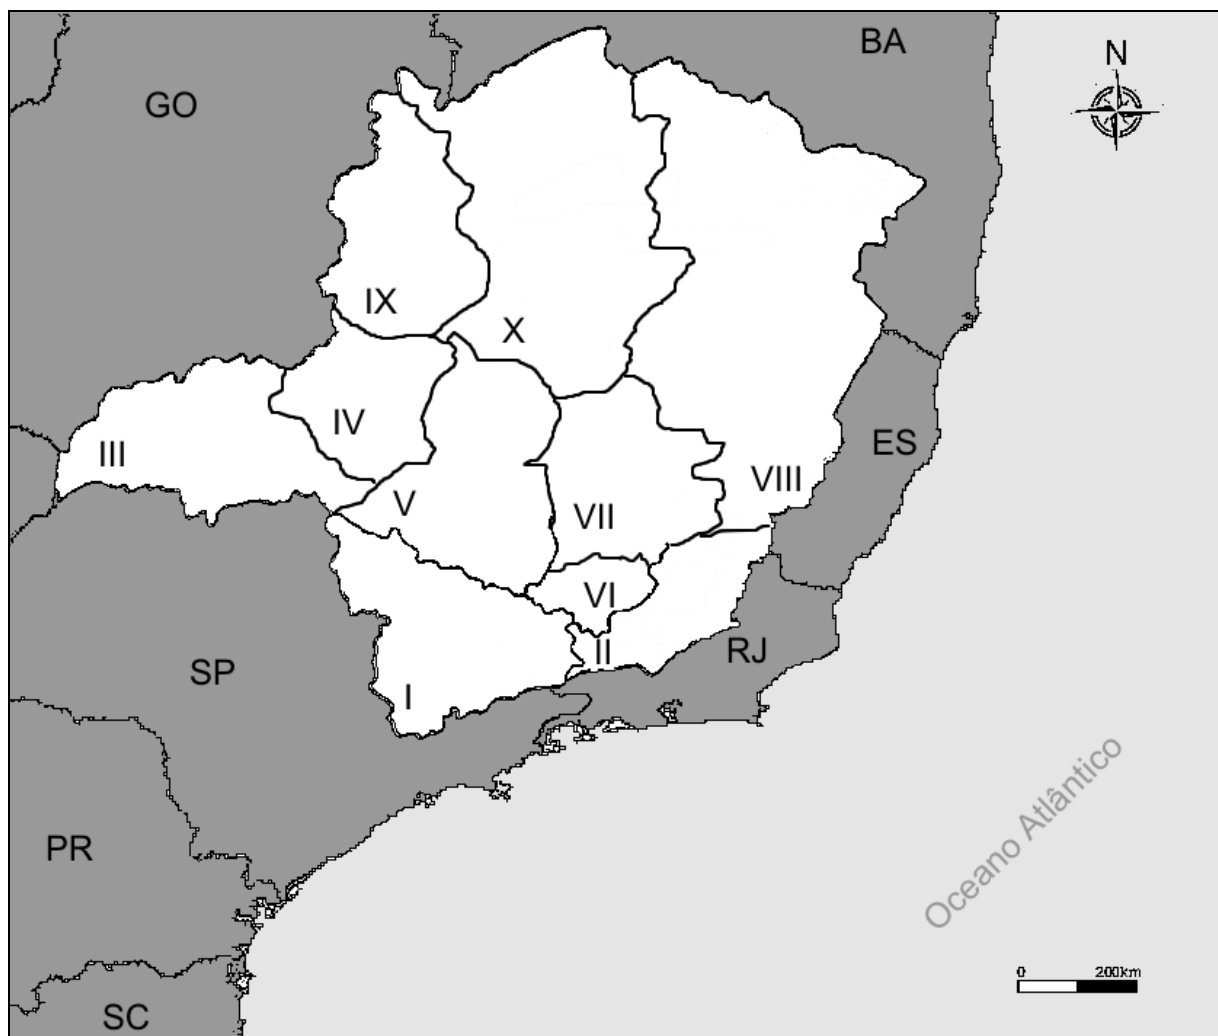 BA
N
GO
IX
X
IV
ES
III
VIII
V
VII
VI
II
RJ
SP
I
Oceano Atlântico
PR
0 200km
SC